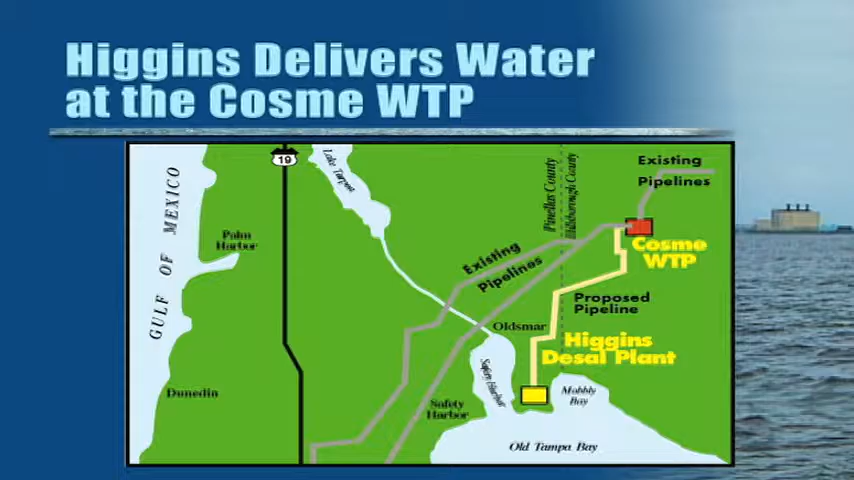 Higgins Delivers Water
at the Cosme WTP
Existing
Pipelines
19
Lake Tarpon
Pinellas County
Hillsborough County
GULF OF MEXICO
Palm
Harbor
Cosme
WTP
Existing
Pipelines
Proposed
Pipeline
Oldsmar
Higgins
Desal Plant
Safety Harbor
Dunedin
Mobbly
Bay
Safety
Harbor
Old Tampa Bay